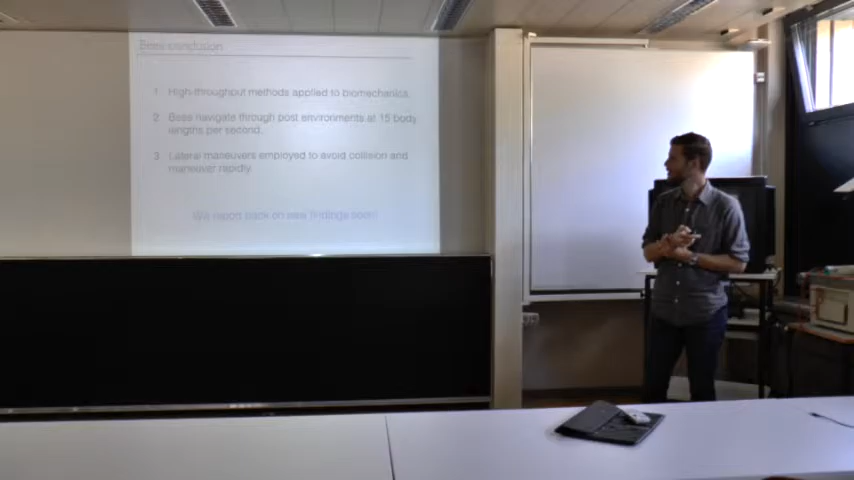 Bees conclusion
1. High-throughput methods applied to biomechanics.
2. Bees navigate through post environments at 15 body
lengths per second.
3. Lateral maneuvers employed to avoid collision and
maneuver rapidly.
report back on new findings soon!